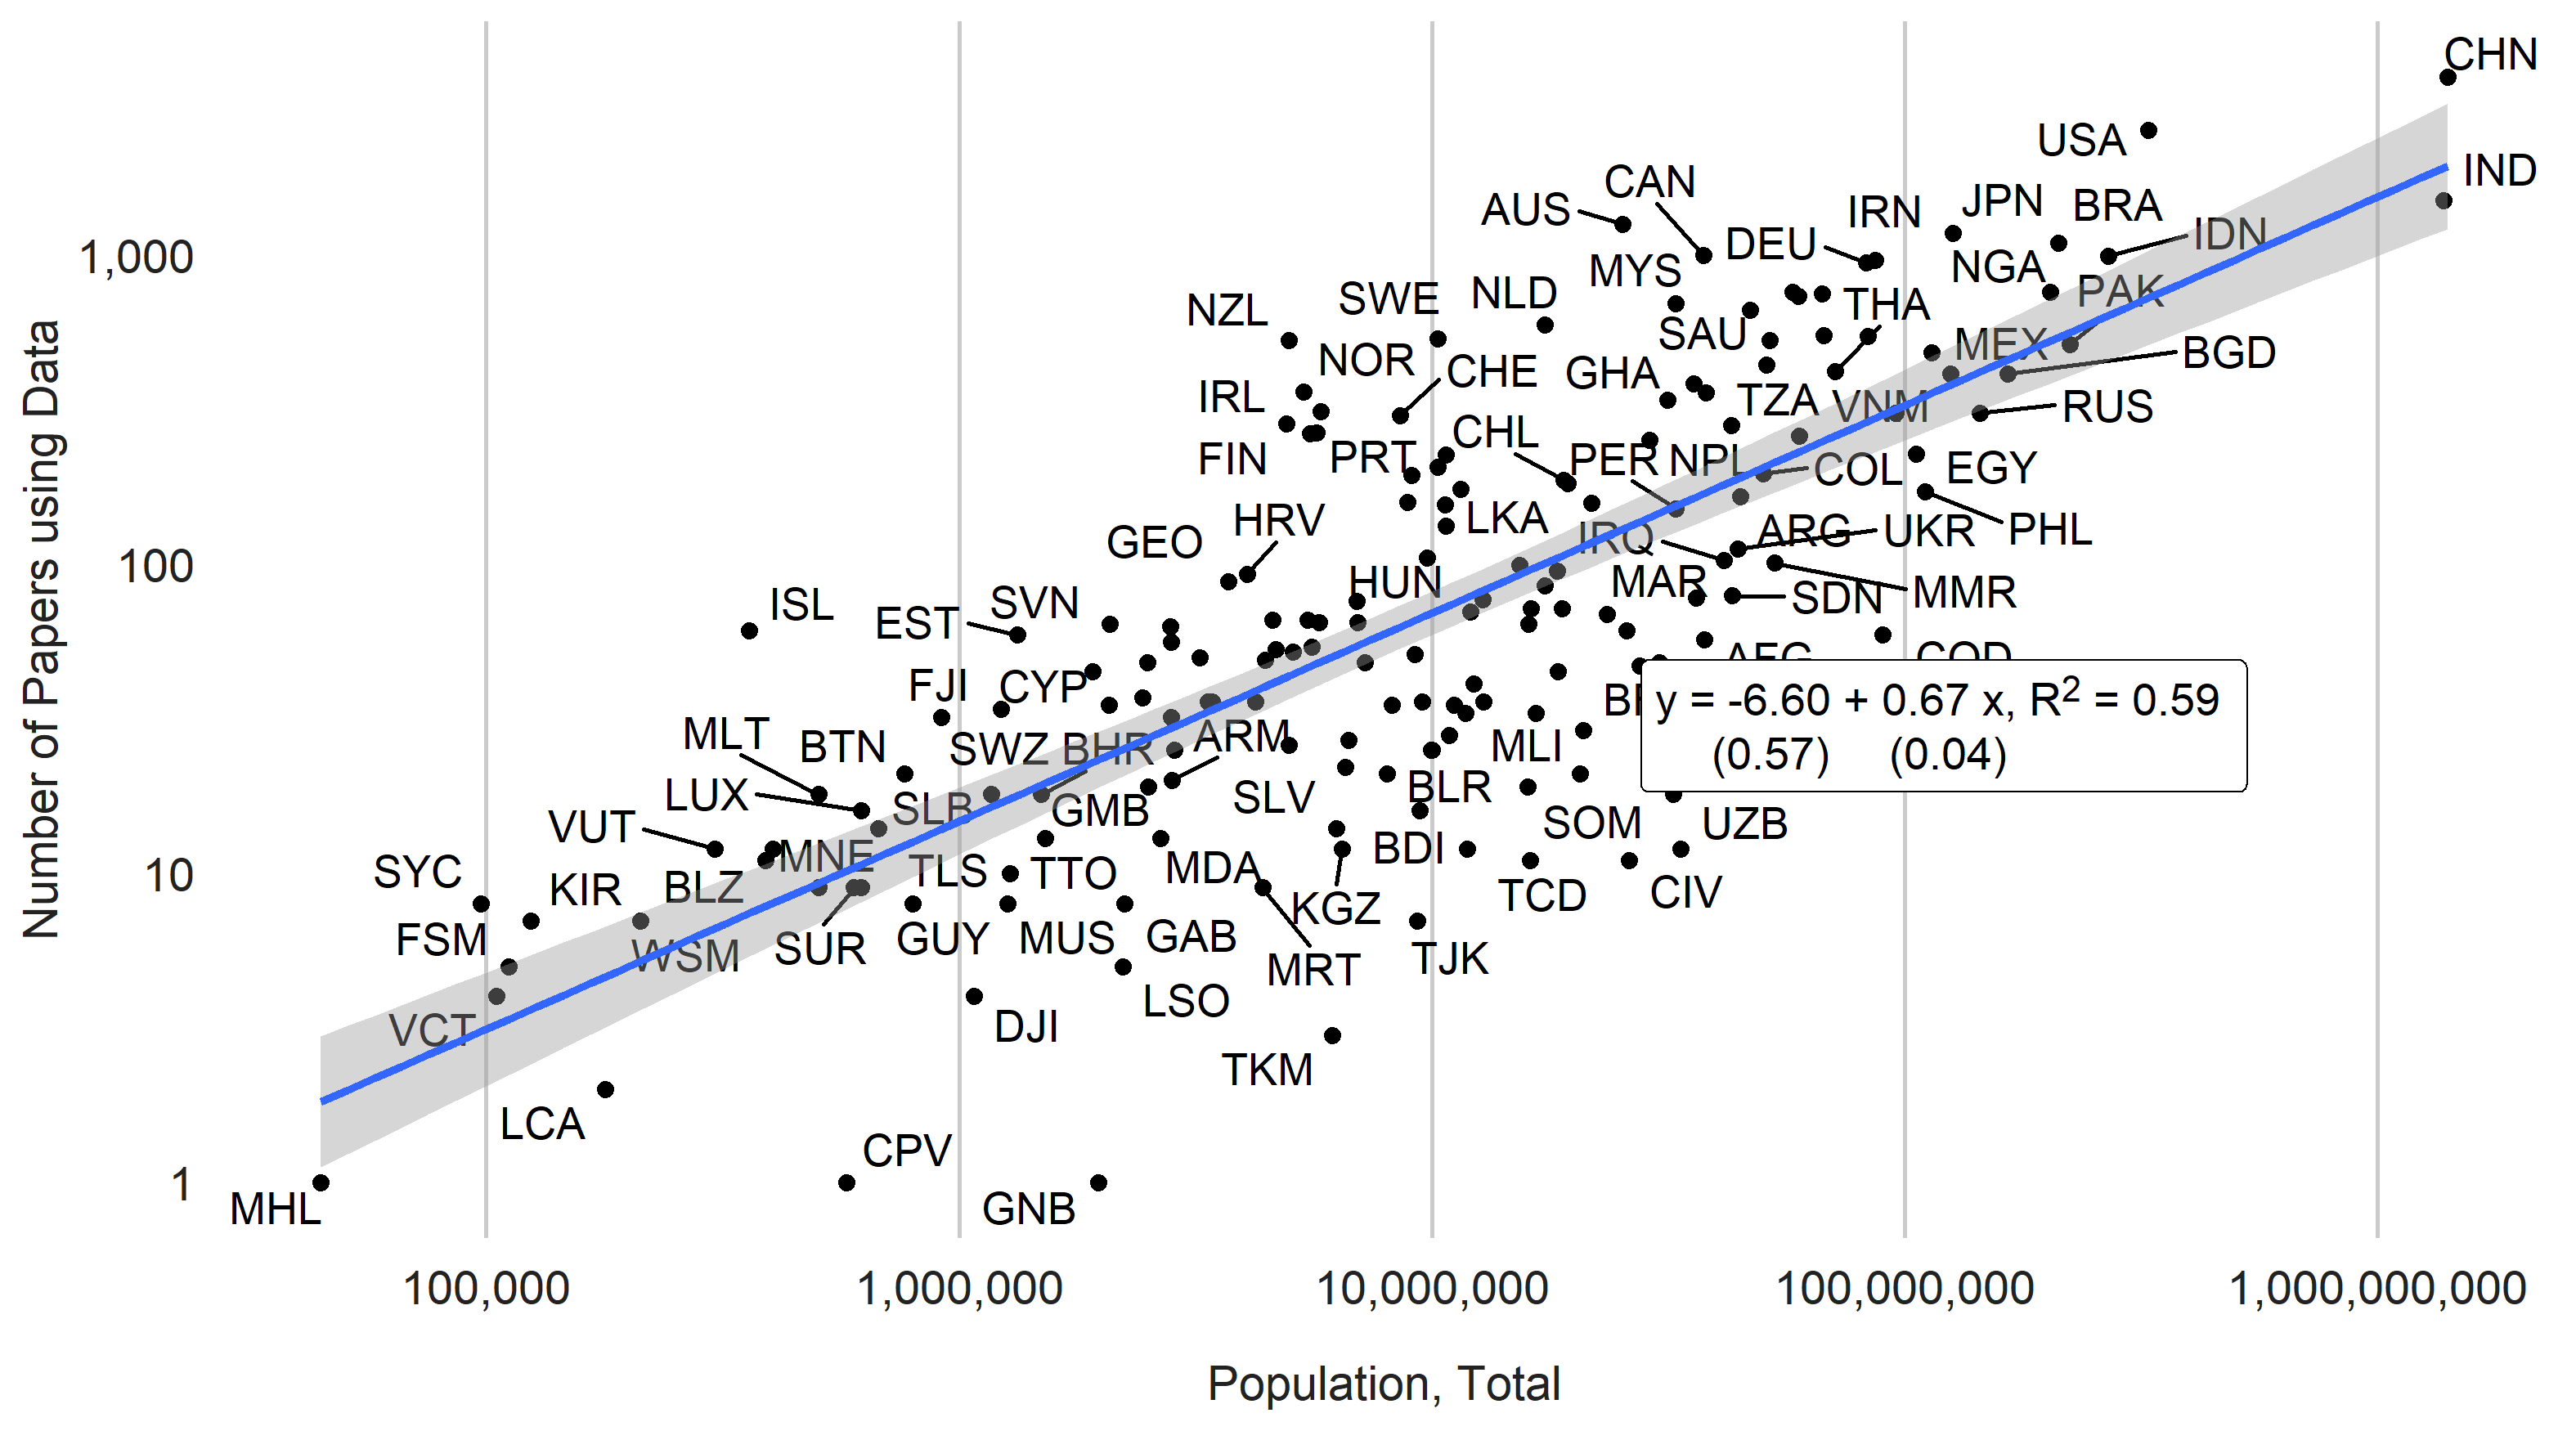 CHN
USA
IND
CAN
AUS
IRN
JPN
BRA
IDN
DEU
1,000
MYS
NGA
PAK
NZL
SWE
NLD
THA
SAU
MEX
BGD
NOR
CHE
GHA
IRL
TZA
VNM
RUS
CHL
FIN
PRT
PER
NPL
COL
EGY
HRV
LKA
GEO
IRQ
ARG
UKR
PHL
100
HUN
MAR
SDN
MMR
ISL
SVN
EST
AFG
COD
FJI
CYP
y = -6.60 + 0.67 x, R² = 0.59
(0.57) (0.04)
MLT
BTN
SWZ
BHR
ARM
MLI
LUX
SLB
GMB
SLV
BLR
VUT
SOM
UZB
MNE
BDI
10
SYC
KIR
BLZ
TLS
TTO
MDA
TCD
CIV
KGZ
FSM
WSM
SUR
GUY
MUS
GAB
MRT
TJK
VCT
LSO
DJI
TKM
LCA
CPV
1
MHL
GNB
Number of Papers using Data
100,000
1,000,000
10,000,000
100,000,000
1,000,000,000
Population, Total